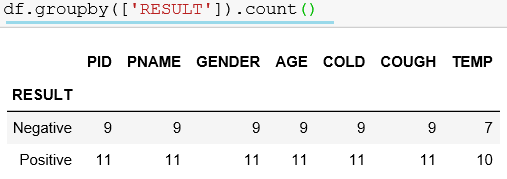 df.groupby(['RESULT']).count()
PID PNAME GENDER AGE COLD COUGH TEMP
RESULT
Negative 9 9 9 9 9 9 7
Positive 11 11 11 11 11 11 10